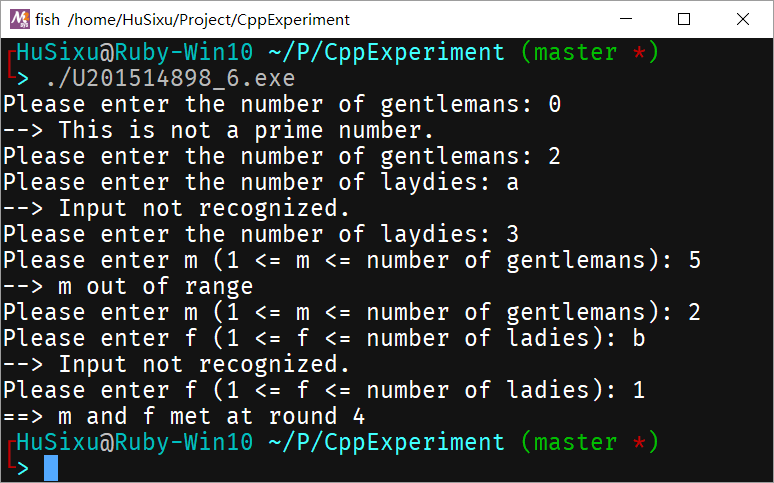 fish /home/HuSixu/Project/CppExperiment
HuSixu@Ruby-Win10 ~/P/CppExperiment (master *)
> ./U201514898_6.exe
Please enter the number of gentlemans: 0
--> This is not a prime number.
Please enter the number of gentlemans: 2
Please enter the number of laydies: a
--> Input not recognized.
Please enter the number of laydies: 3
Please enter m (1 <= m <= number of gentlemans): 5
--> m out of range
Please enter m (1 <= m <= number of gentlemans): 2
Please enter f (1 <= f <= number of ladies): b
--> Input not recognized.
Please enter f (1 <= f <= number of ladies): 1
==> m and f met at round 4
HuSixu@Ruby-Win10 ~/P/CppExperiment (master *)
>